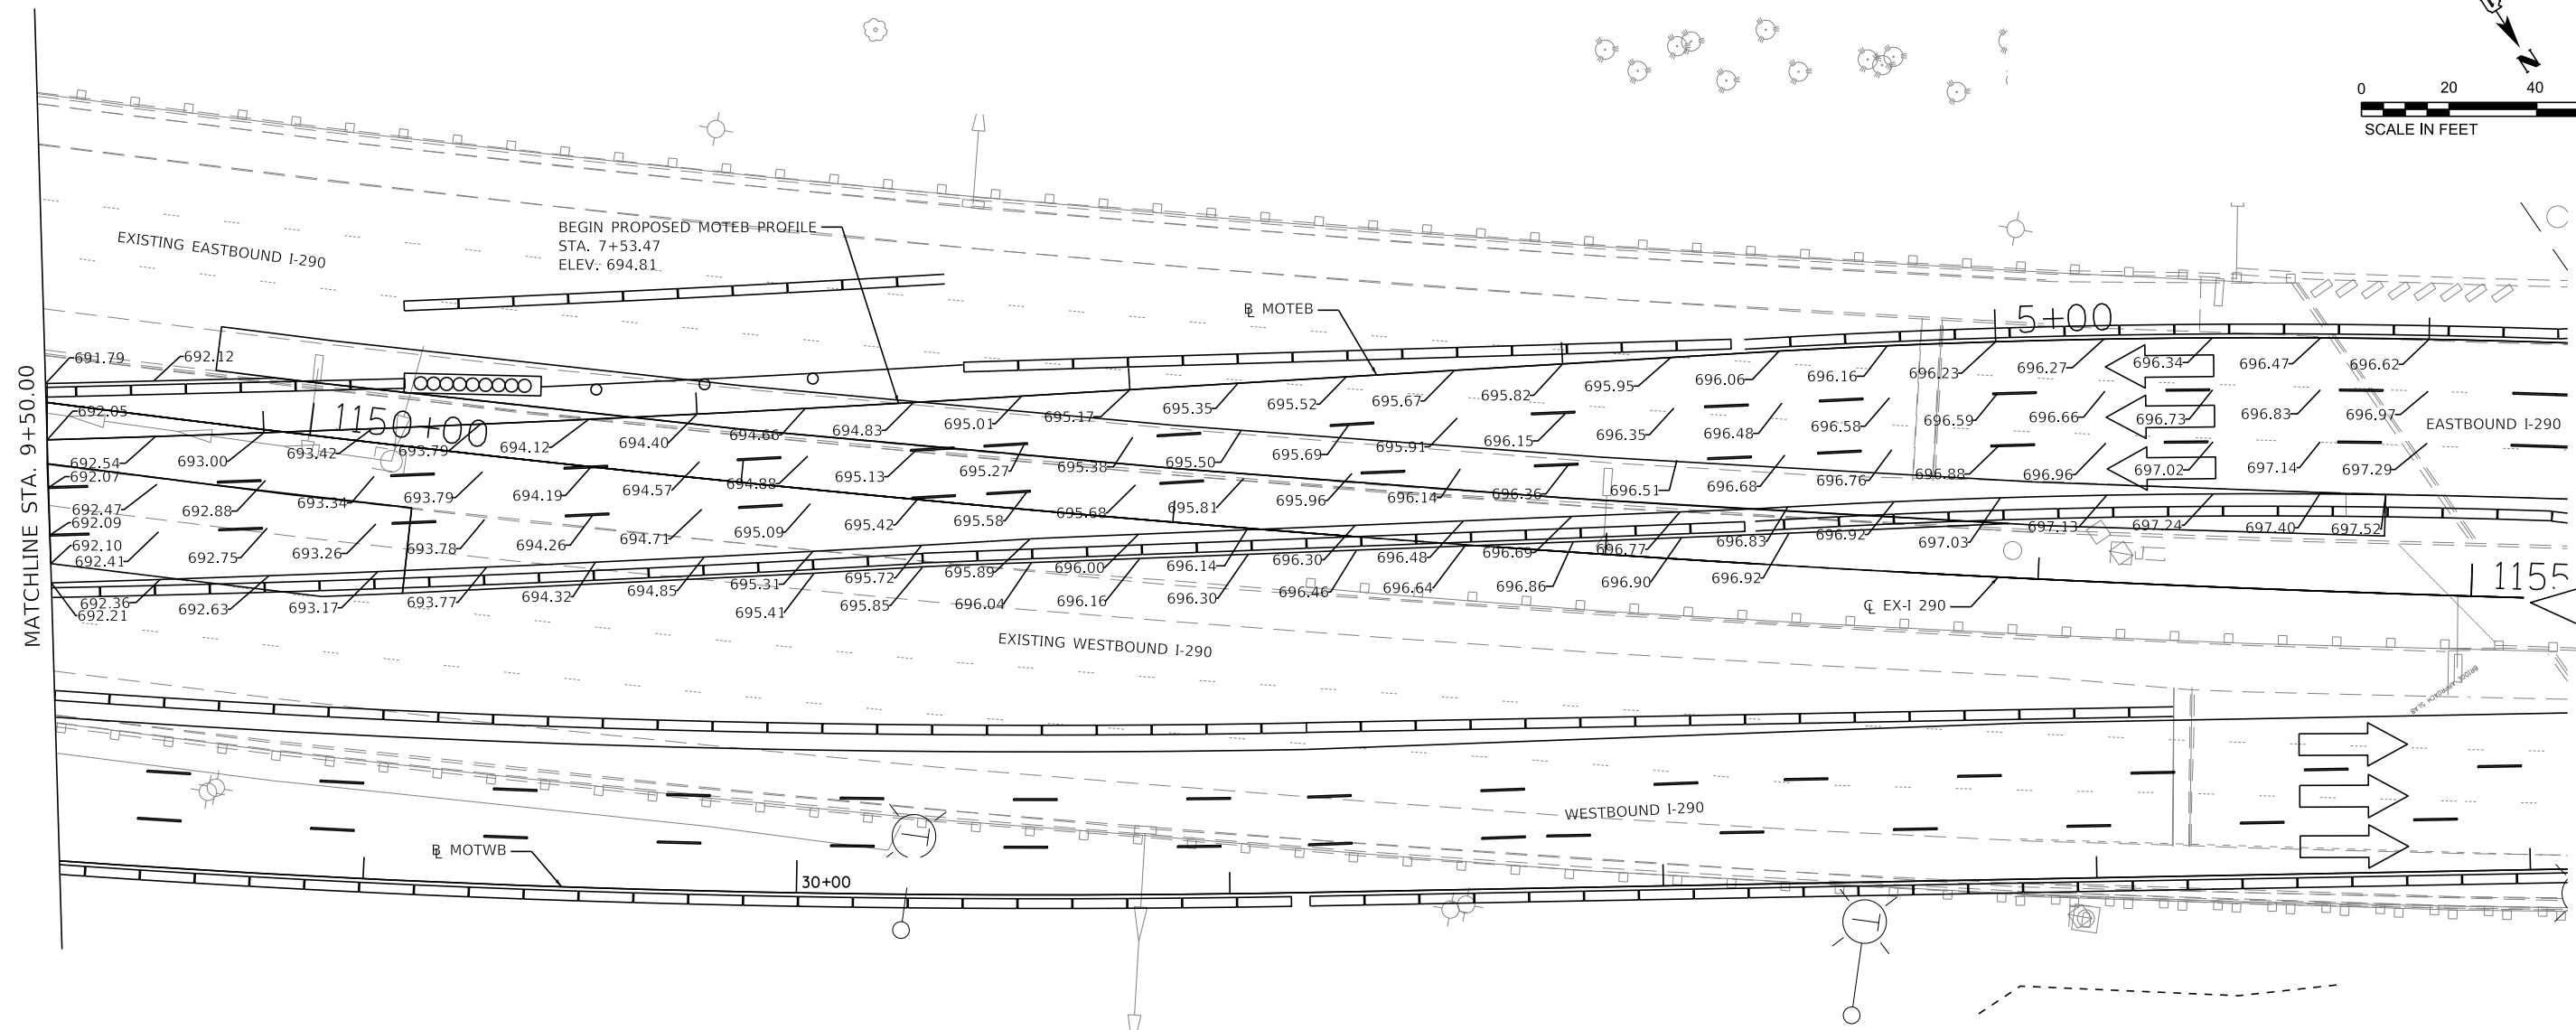 N
0 20 40
SCALE IN FEET
BEGIN PROPOSED MOTEB PROFILE
STA. 7+53.47
ELEV. 694.81
EXISTING EASTBOUND I-290
℄ MOTEB
5+00
MATCHLINE STA. 9+50.00
691.79 692.12
696.06 696.16 696.23 696.27 696.34 696.47 696.62
695.35 695.52 695.67 695.82 695.95
692.05
1150+00
694.12 694.40 694.66 694.83 695.01 695.17
696.59 696.66 696.73 696.83 696.97
EASTBOUND I-290
692.54 693.00 693.42 693.79
695.91 696.15 696.35 696.48 696.58
695.13 695.27 695.38 695.50 695.69
692.07
693.79 694.19 694.57 694.88
696.88 696.96 697.02 697.14 697.29
692.47 692.88 693.34
695.81 695.96 696.14 696.36 696.51 696.68 696.76
692.09
695.09 695.42 695.58 695.68
692.10
692.41 692.75 693.26 693.78 694.26 694.71
696.83 696.92 697.03 697.13 697.24 697.40 697.52
695.31 695.72 695.89 696.00 696.14 696.30 696.48 696.69 696.77
692.36 692.63 693.17 693.77 694.32 694.85
692.21
695.41 695.85 696.04 696.16 696.30 696.46 696.64 696.86 696.90 696.92
1155
℄ EX-I 290
EXISTING WESTBOUND I-290
BRIDGE APPROACH SLAB
WESTBOUND I-290
℄ MOTWB
30+00